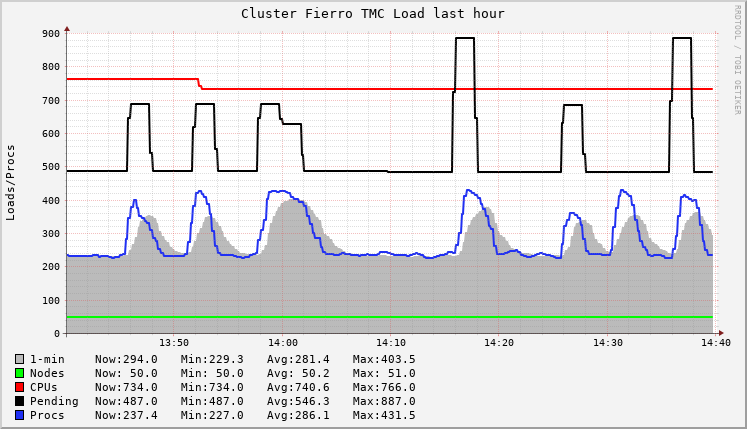 Cluster Fierro TMC Load last hour
RRDTOOL / TOBI OETIKER
Loads/Procs
900
800
700
600
500
400
300
200
100
0
13:50 14:00 14:10 14:20 14:30 14:40
1-min Now:294.0 Min:229.3 Avg:281.4 Max:403.5
Nodes Now: 50.0 Min: 50.0 Avg: 50.2 Max: 51.0
CPUs Now:734.0 Min:734.0 Avg:740.6 Max:766.0
Pending Now:487.0 Min:487.0 Avg:546.3 Max:887.0
Procs Now:237.4 Min:227.0 Avg:286.1 Max:431.5